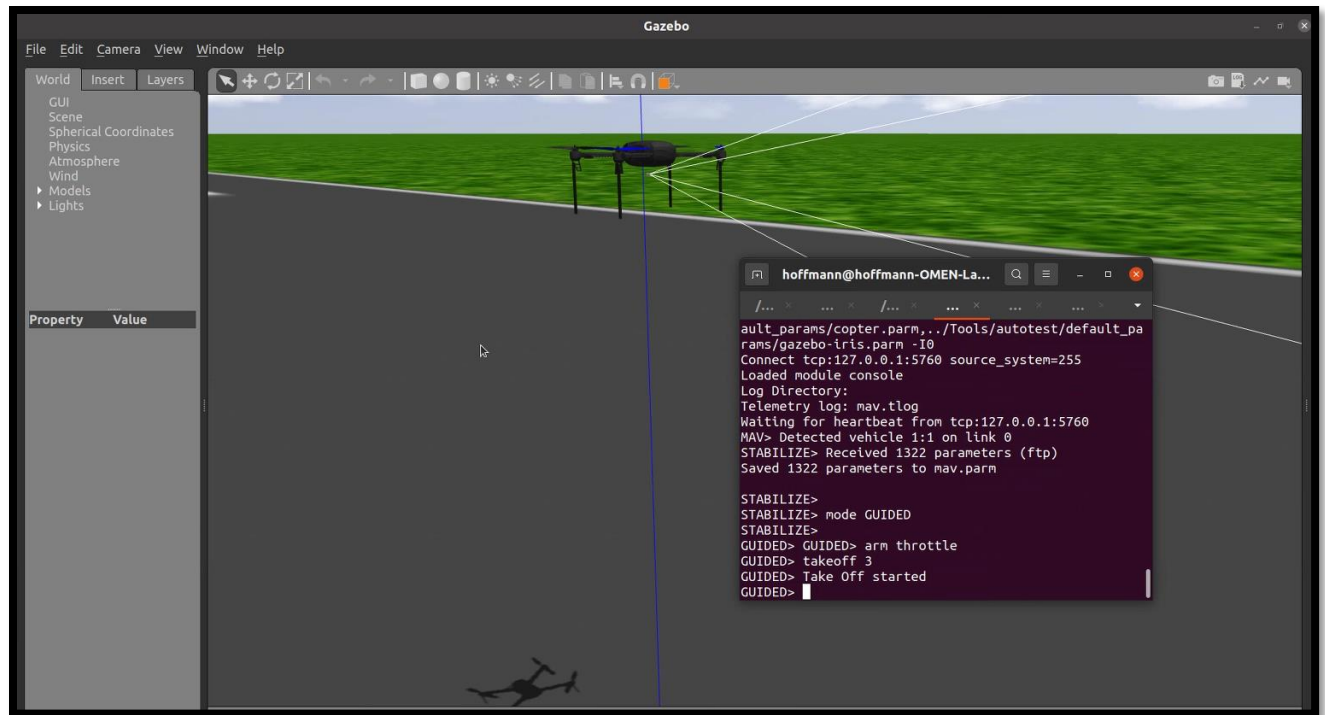 Gazebo
File Edit Camera View Window Help
World Insert Layers
GUI
Scene
Spherical Coordinates
Physics
Atmosphere
Wind
Models
Lights
Property Value
hoffmann@hoffmann-OMEN-La...
/... ... /... ... ... ...
ault_params/copter.parm,../Tools/autotest/default_pa
rams/gazebo-iris.parm -I0
Connect tcp:127.0.0.1:5760 source_system=255
Loaded module console
Log Directory:
Telemetry log: mav.tlog
Waiting for heartbeat from tcp:127.0.0.1:5760
MAV> Detected vehicle 1:1 on link 0
STABILIZE> Received 1322 parameters (ftp)
Saved 1322 parameters to mav.parm
STABILIZE>
STABILIZE> mode GUIDED
STABILIZE>
GUIDED> GUIDED> arm throttle
GUIDED> takeoff 3
GUIDED> Take Off started
GUIDED>